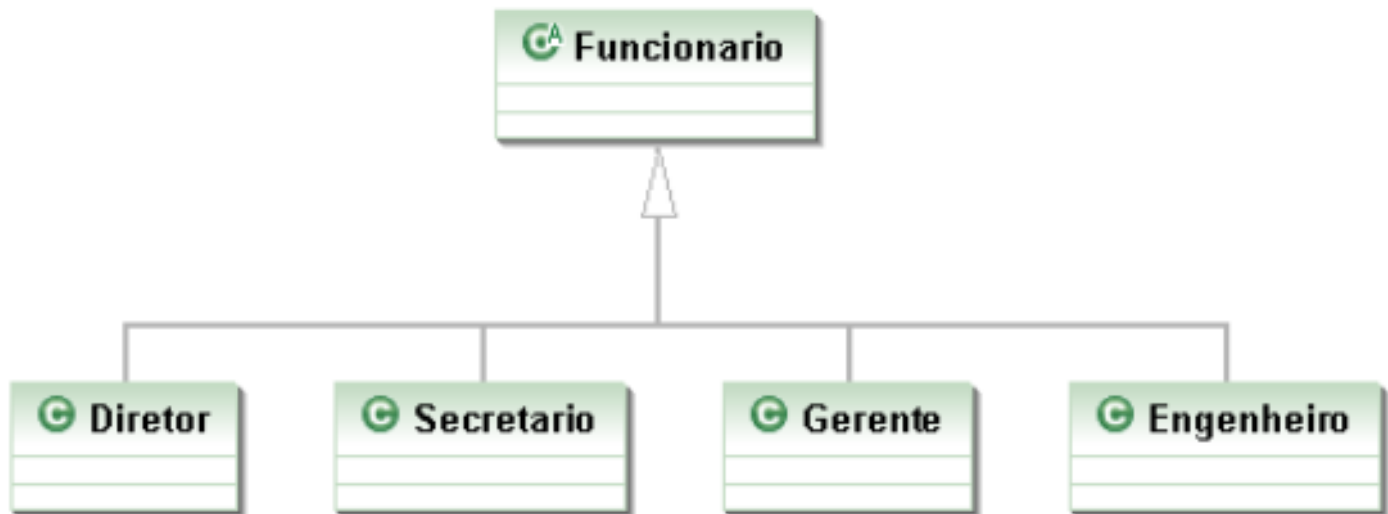 Funcionario
Diretor
Secretario
Gerente
Engenheiro